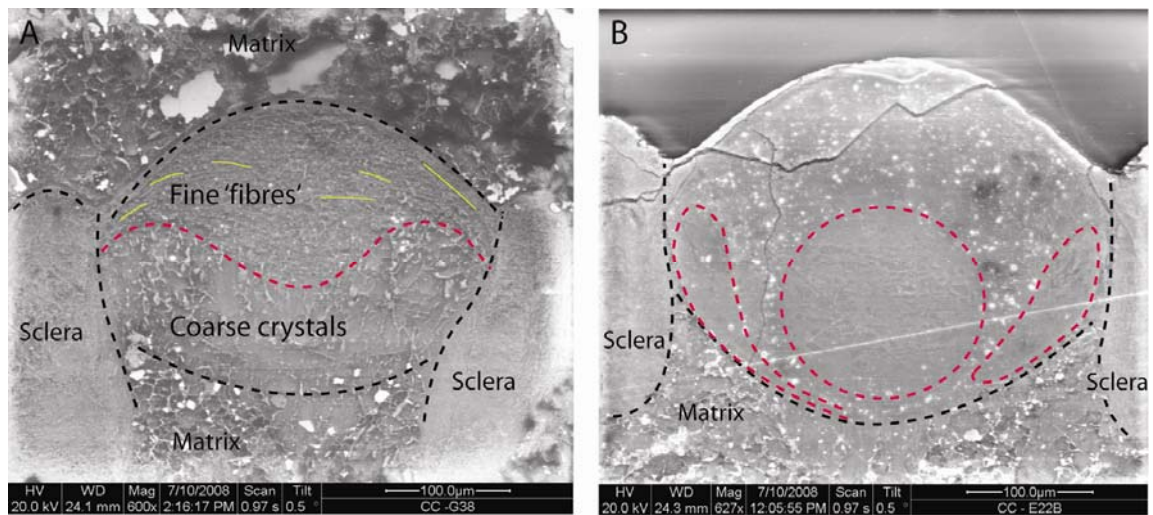 A
Matrix
Fine 'fibres'
Sclera
Coarse crystals
Sclera
Matrix
HV WD Mag 7/10/2008 Scan Tilt
20.0 kV 24.1 mm 600x 2:16:17 PM 0.97 s 0.5 °
100.0µm
CC -G38
B
Sclera
Matrix
Sclera
HV WD Mag 7/10/2008 Scan Tilt
20.0 kV 24.3 mm 627x 12:05:55 PM 0.97 s 0.5 °
100.0µm
CC - E22B